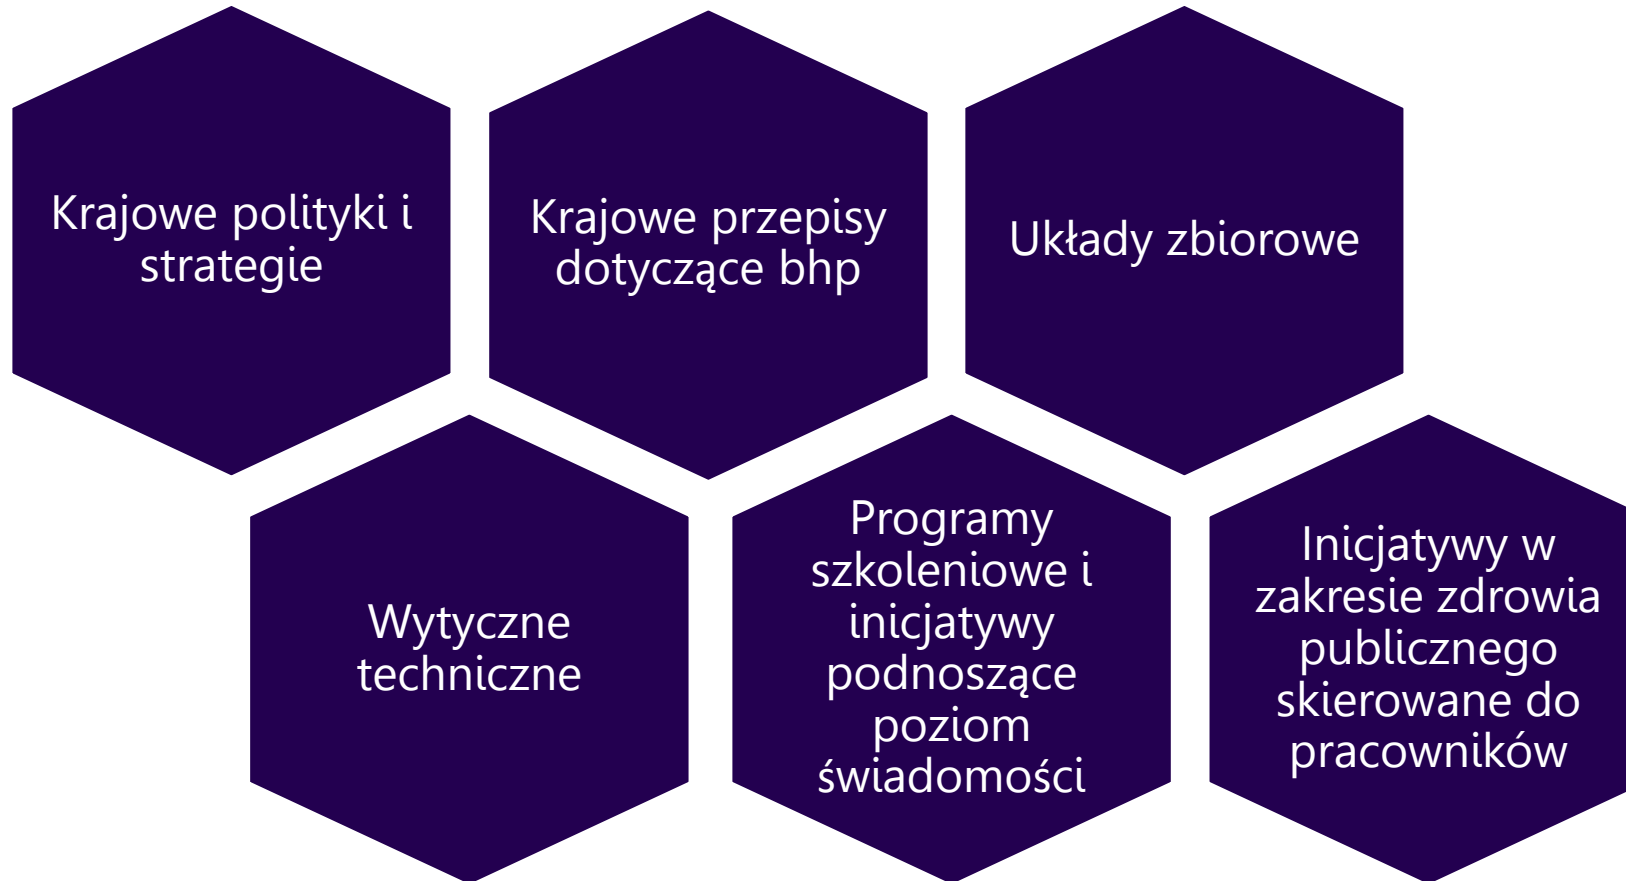 Krajowe polityki i
strategie
Krajowe przepisy
dotyczące bhp
Układy zbiorowe
Wytyczne
techniczne
Programy
szkoleniowe i
inicjatywy
podnoszące
poziom
świadomości
Inicjatywy w
zakresie zdrowia
publicznego
skierowane do
pracowników